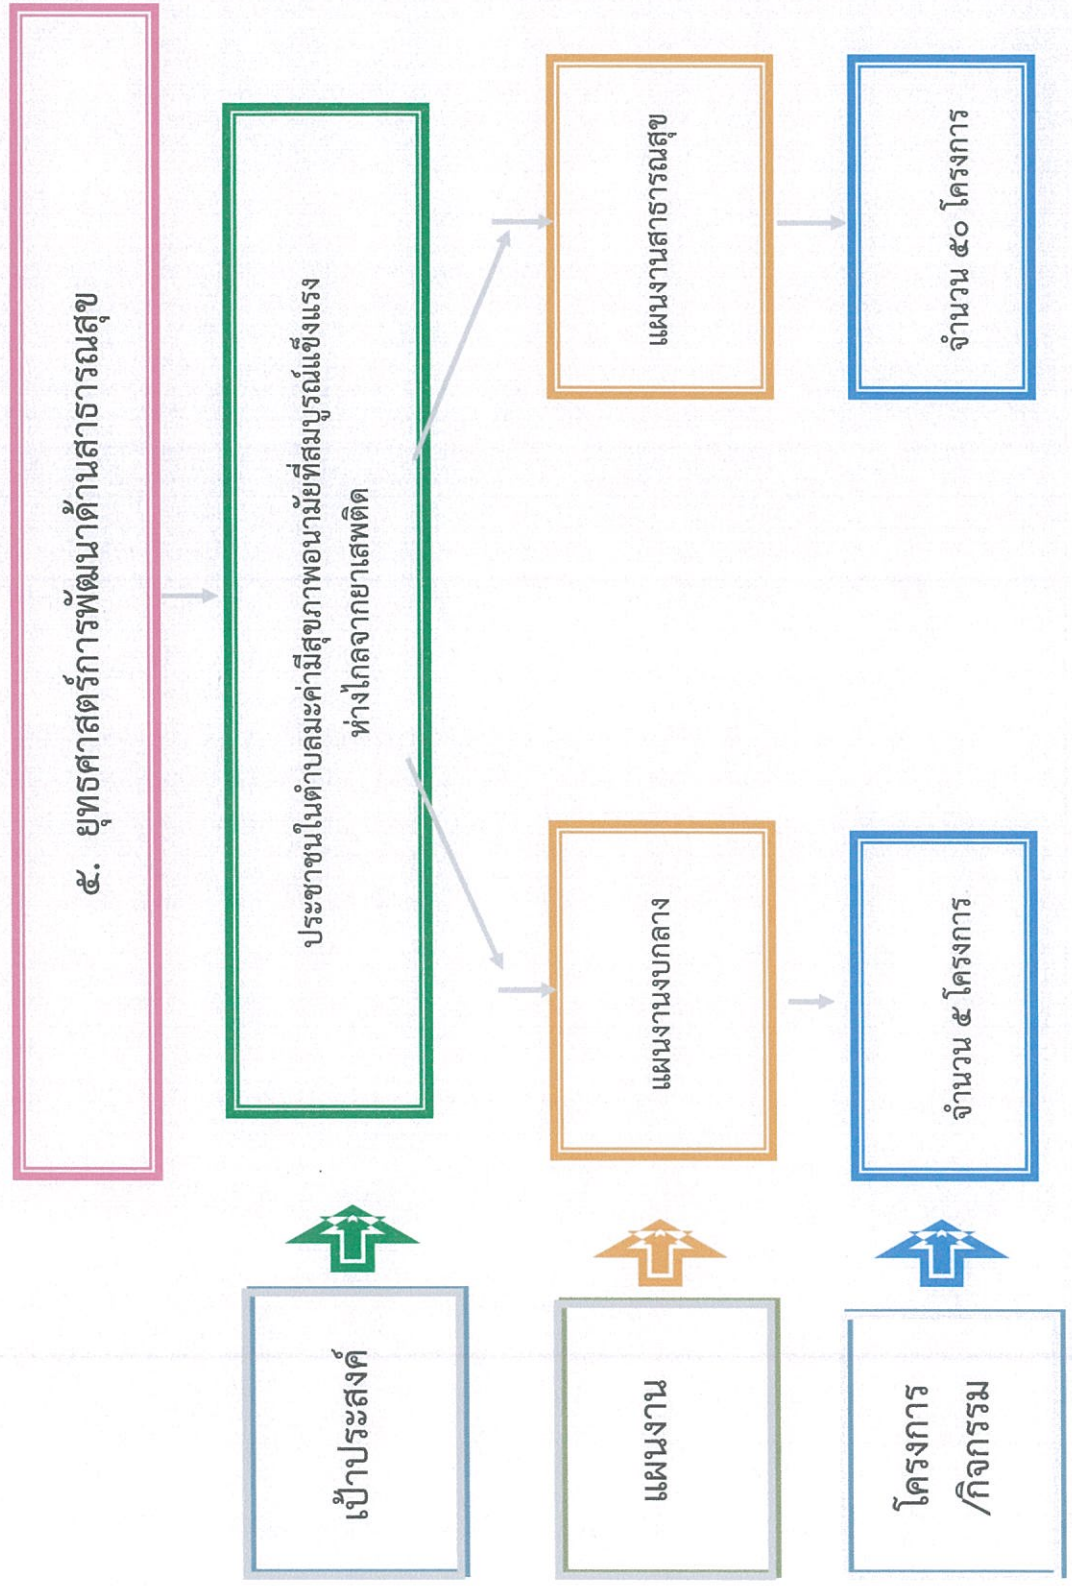 ๕. ยุทธศาสตร์การพัฒนาด้านสาธารณสุข
เป้าประสงค์
ประชาชนในตำบลมะค่ามีสุขภาพอนามัยที่สมบูรณ์แข็งแรง
ห่างไกลจากยาเสพติด
แผนงาน
แผนงานงบกลาง
แผนงานสาธารณสุข
โครงการ
/กิจกรรม
จำนวน ๕ โครงการ
จำนวน ๕๐ โครงการ